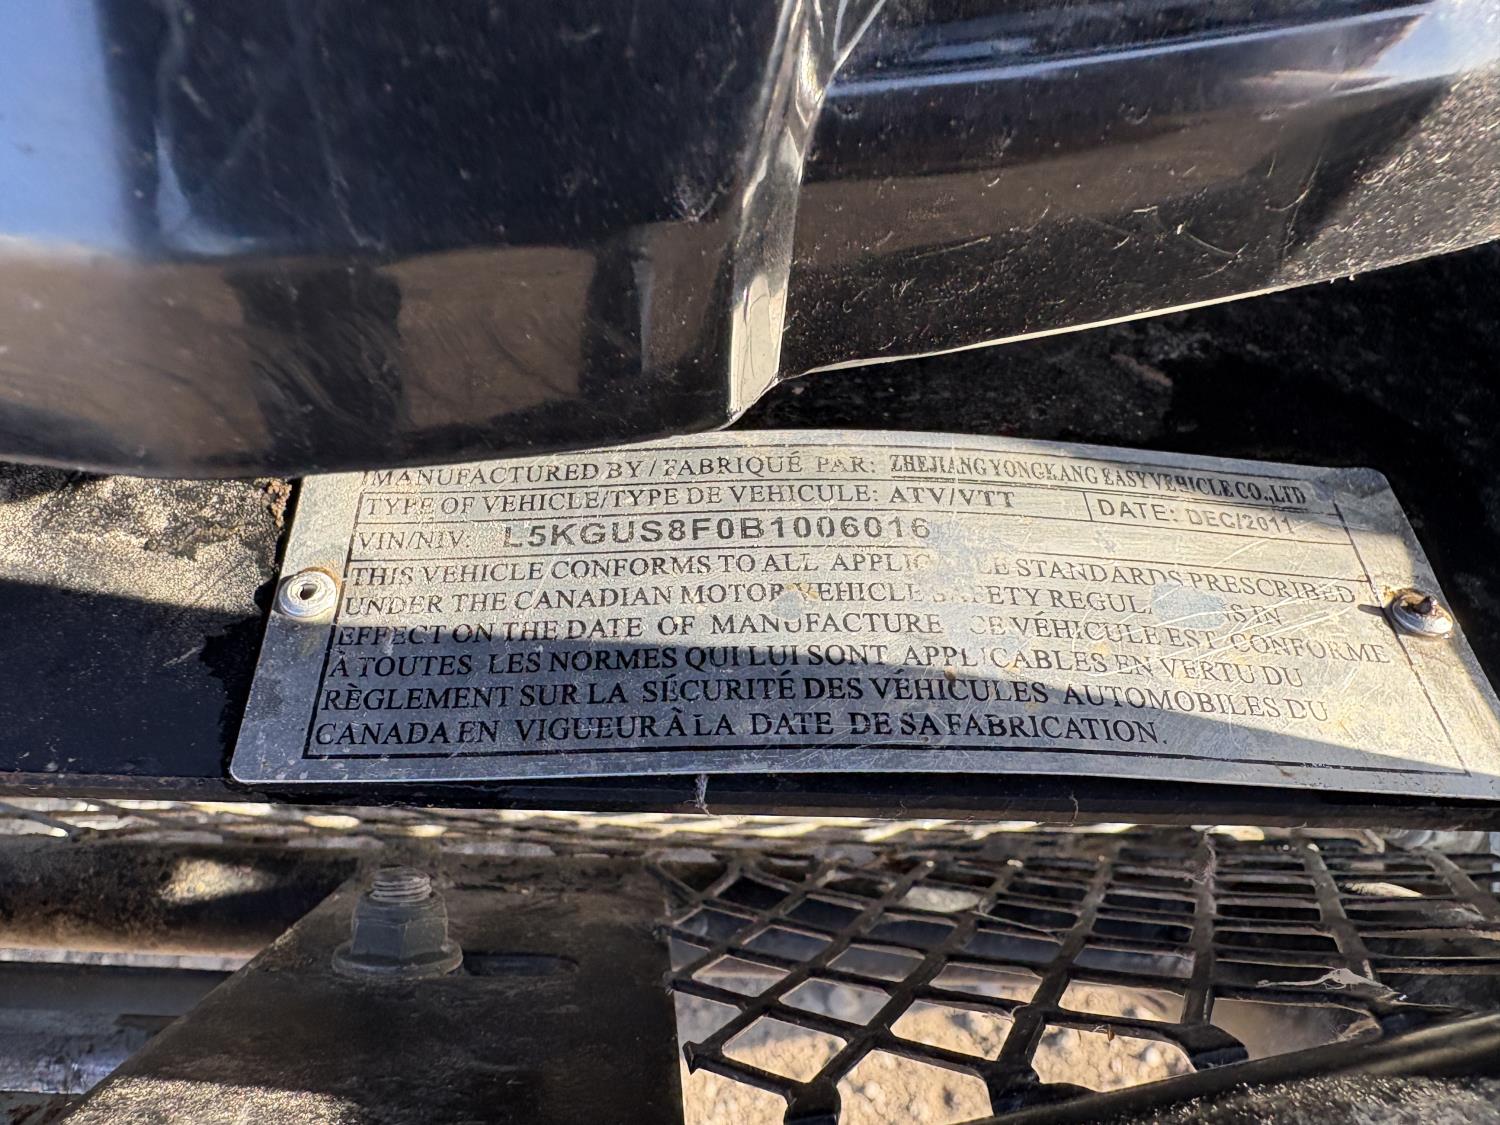 MANUFACTURED BY / FABRIQUÉ PAR: ZHEJIANG YONGKANG EASYVEHICLE CO.,LTD
TYPE OF VEHICLE/TYPE DE VEHICULE: ATV/VTT DATE: DEC/2011
VIN/NIV: L5KGUS8F0B1006016
THIS VEHICLE CONFORMS TO ALL STANDARDS PRESCRIBED
UNDER THE CANADIAN MOTOR VEHICLE SAFETY IN
EFFECT ON THE DATE OF MANUFACTURE CE VÉHICULE EST CONFORME
À TOUTES LES NORMES QUI LUI SONT APPLICABLES EN VERTU DU
RÈGLEMENT SUR LA SÉCURITÉ DES VÉHICULES AUTOMOBILES DU
CANADA EN VIGUEUR À LA DATE DE SA FABRICATION.